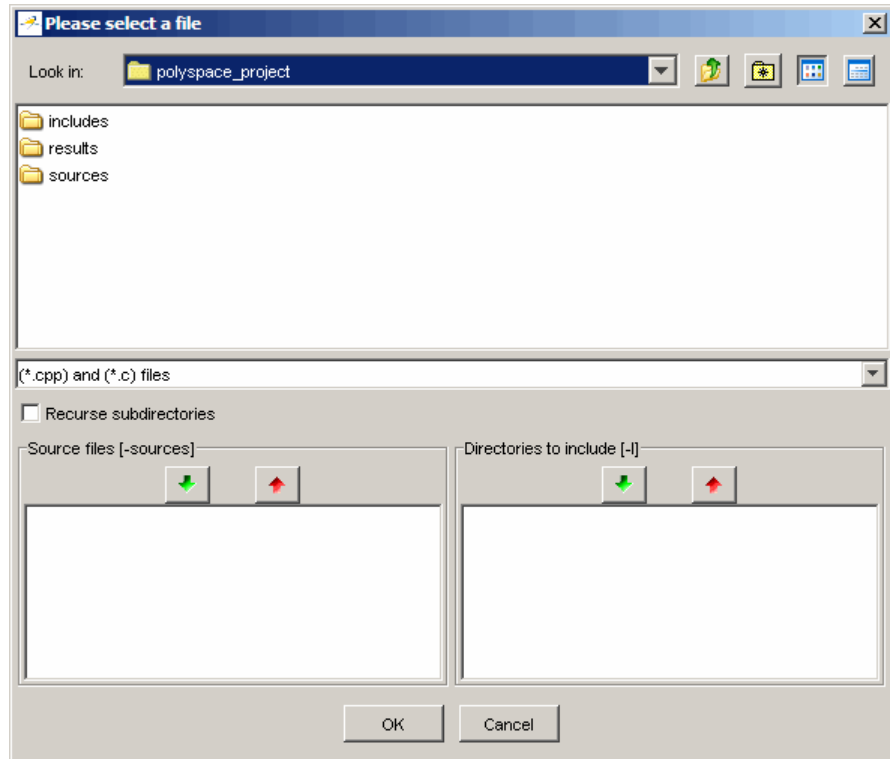 Please select a file
Look in: polyspace_project
includes
results
sources
(*.cpp) and (*.c) files
Recurse subdirectories
Source files [-sources] Directories to include [-I]
OK Cancel